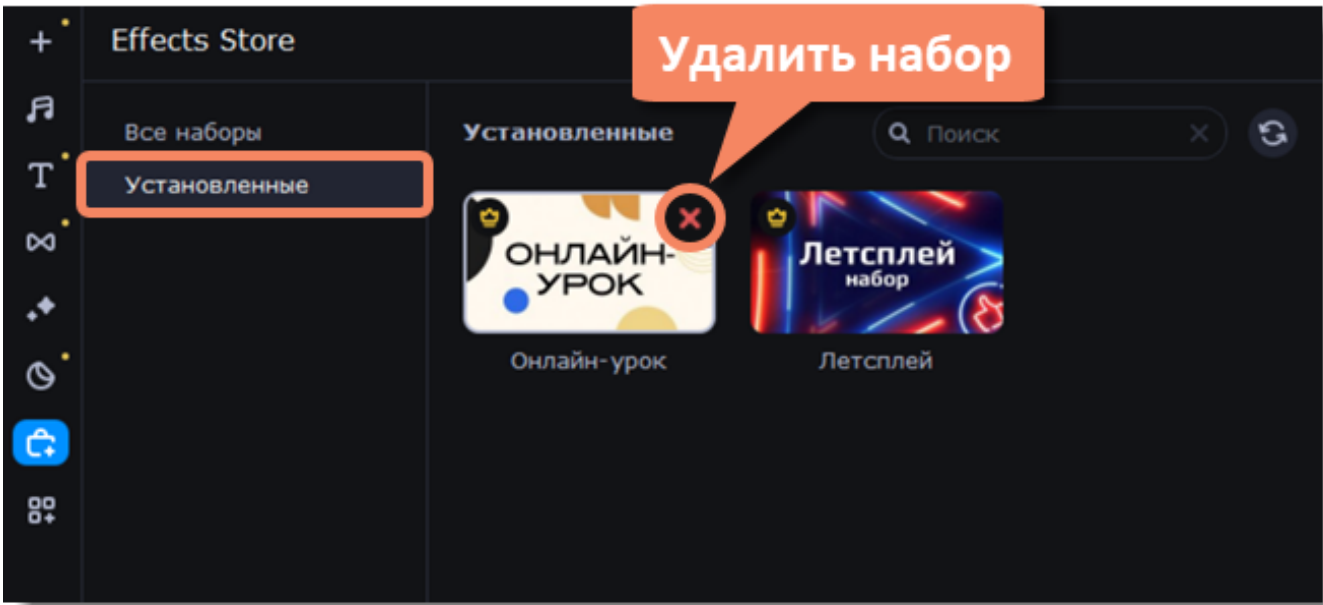 Effects Store
Удалить набор
Все наборы
Установленные
Установленные
Поиск
ОНЛАЙН-
УРОК
Летсплей
набор
Онлайн-урок
Летсплей